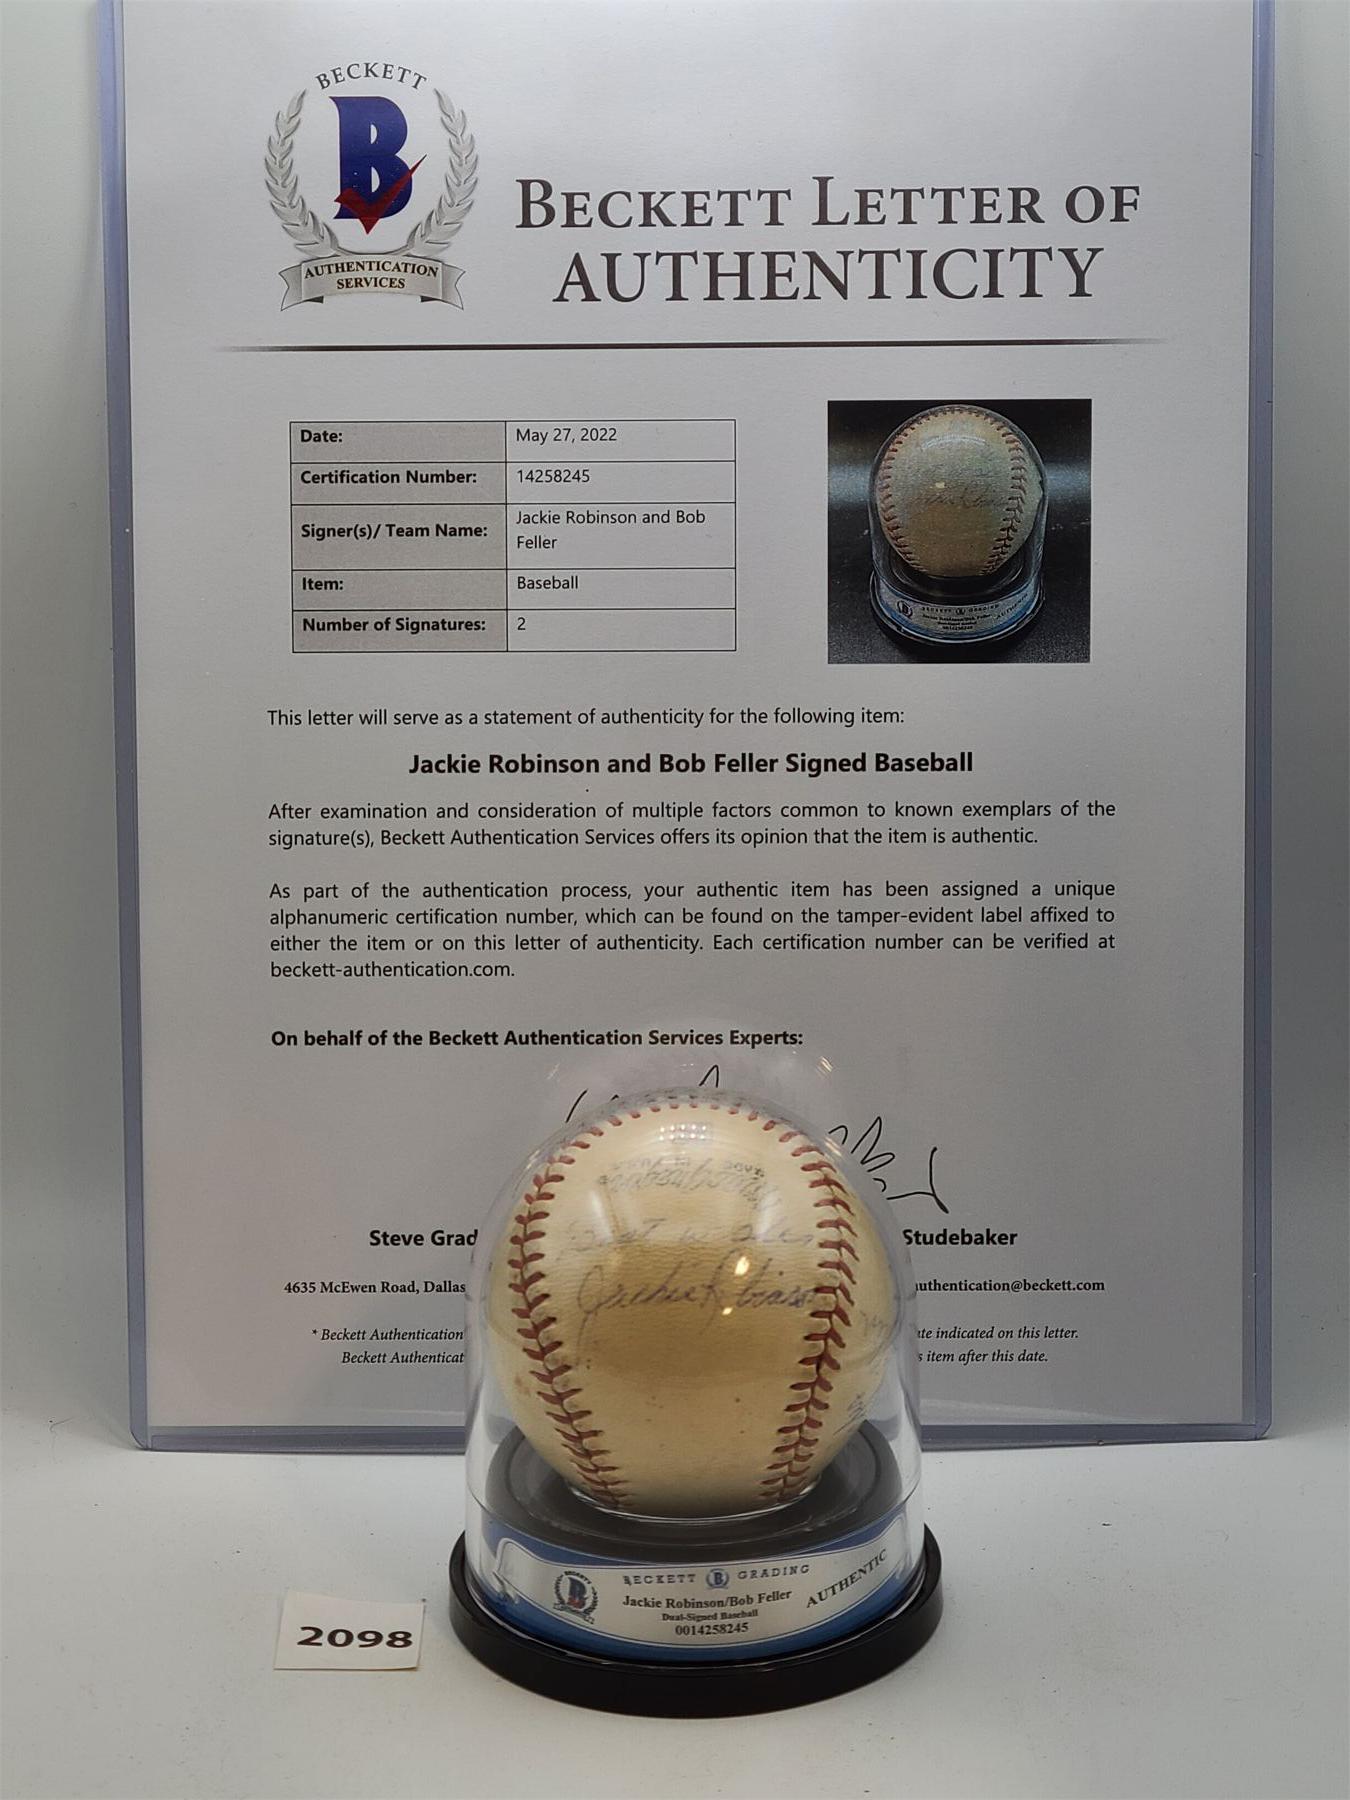 BECKETT
B
AUTHENTICATION
SERVICES
BECKETT LETTER OF
AUTHENTICITY
Date: May 27, 2022
Certification Number: 14258245
Signer(s)/ Team Name: Jackie Robinson and Bob
Feller
Item: Baseball
Number of Signatures: 2
This letter will serve as a statement of authenticity for the following item:
Jackie Robinson and Bob Feller Signed Baseball
After examination and consideration of multiple factors common to known exemplars of the
signature(s), Beckett Authentication Services offers its opinion that the item is authentic.
As part of the authentication process, your authentic item has been assigned a unique
alphanumeric certification number, which can be found on the tamper-evident label affixed to
either the item or on this letter of authenticity. Each certification number can be verified at
beckett-authentication.com.
On behalf of the Beckett Authentication Services Experts:
Steve Grad
Studebaker
4635 McEwen Road, Dallas
authentication@beckett.com
* Beckett Authentication
indicated on this letter.
Beckett
item after this date.
Best wishes
Jackie Robinson
BECKETT B GRADING
Jackie Robinson/Bob Feller
AUTHENTIC
Dual-Signed Baseball
0014258245
2098